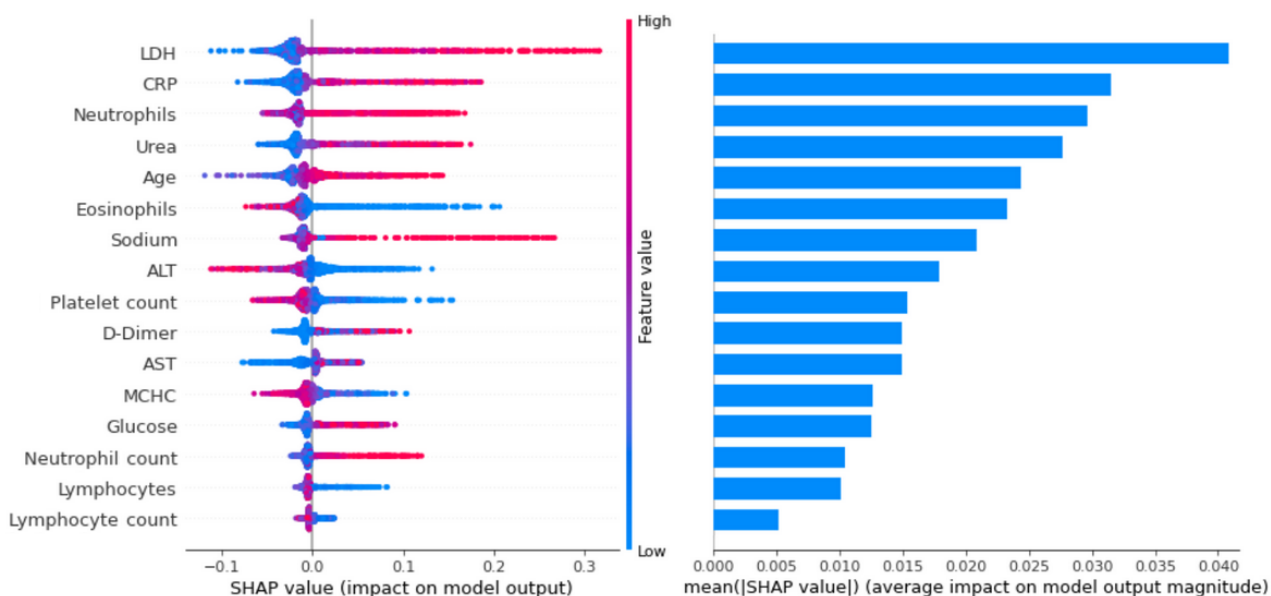 High
LDH
CRP
Neutrophils
Urea
Age
Eosinophils
Sodium
ALT
Platelet count
D-Dimer
AST
MCHC
Glucose
Neutrophil count
Lymphocytes
Lymphocyte count
Feature value
Low
−0.1 0.0 0.1 0.2 0.3
SHAP value (impact on model output)
0.000 0.005 0.010 0.015 0.020 0.025 0.030 0.035 0.040
mean(|SHAP value|) (average impact on model output magnitude)